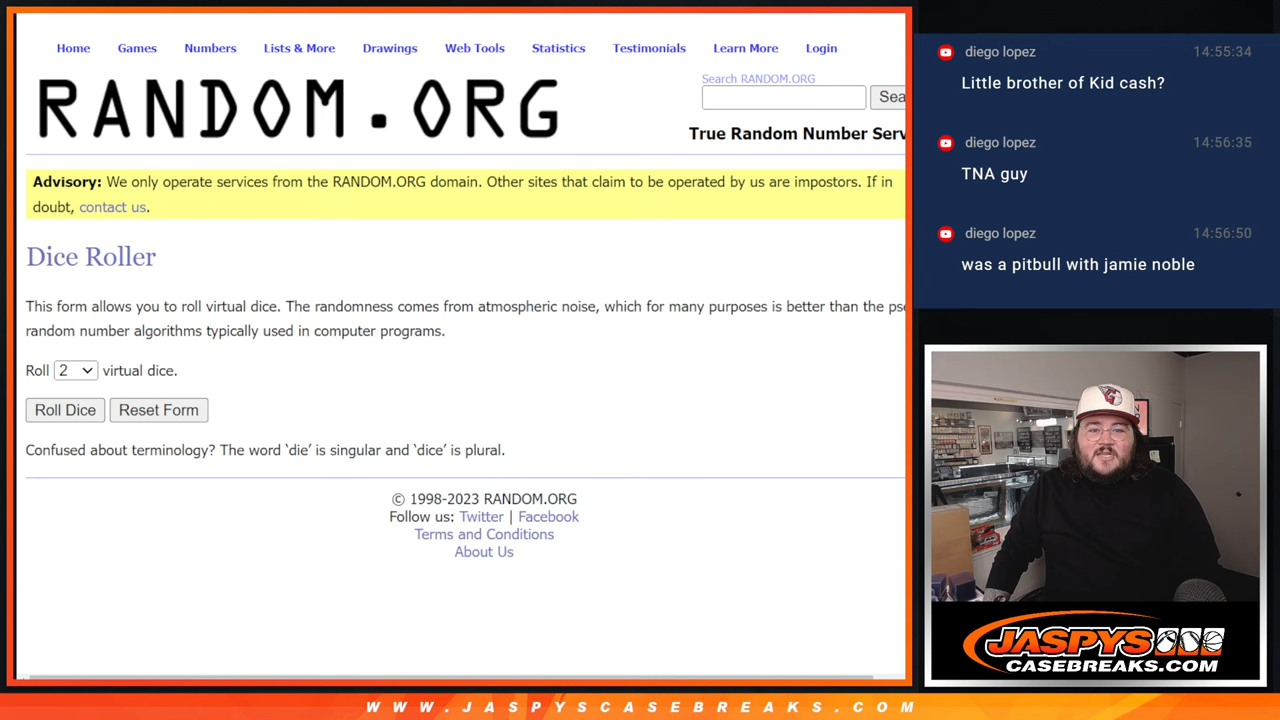 Home Games Numbers Lists & More Drawings Web Tools Statistics Testimonials Learn More Login
RANDOM.ORG
Search RANDOM.ORG
Sea
True Random Number Serv
Advisory: We only operate services from the RANDOM.ORG domain. Other sites that claim to be operated by us are impostors. If in
doubt, contact us.
Dice Roller
This form allows you to roll virtual dice. The randomness comes from atmospheric noise, which for many purposes is better than the pse
random number algorithms typically used in computer programs.
Roll 2 virtual dice.
Roll Dice Reset Form
Confused about terminology? The word ‘die’ is singular and ‘dice’ is plural.
© 1998-2023 RANDOM.ORG
Follow us: Twitter | Facebook
Terms and Conditions
About Us
diego lopez 14:55:34
Little brother of Kid cash?
diego lopez 14:56:35
TNA guy
diego lopez 14:56:50
was a pitbull with jamie noble
JASPYS
CASEBREAKS.COM
WWW.JASPYSCASEBREAKS.COM